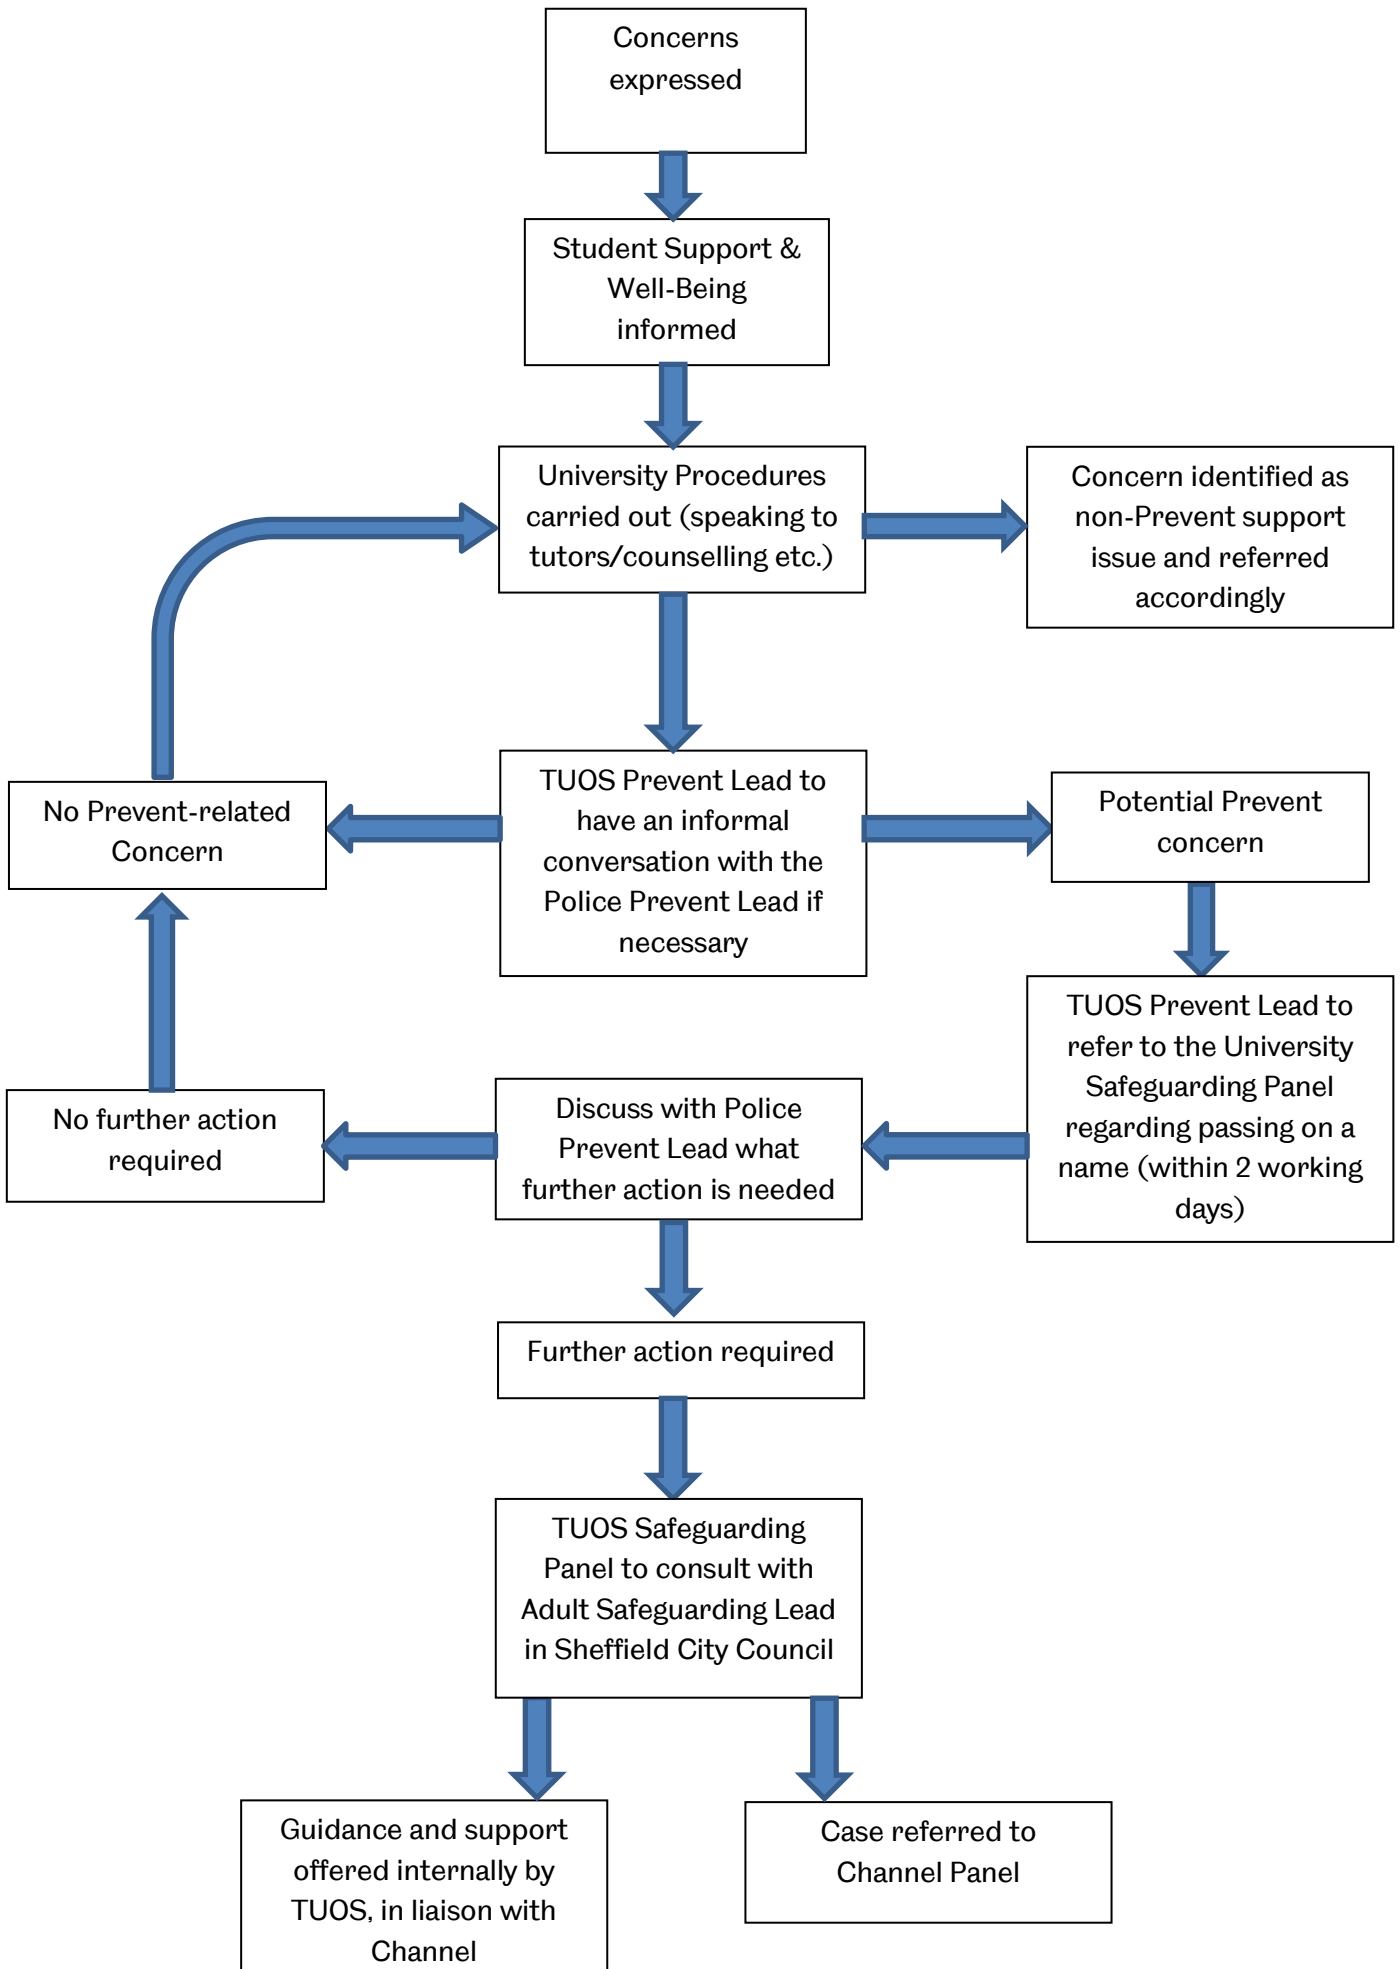 Concerns
expressed
Student Support &
Well-Being
informed
University Procedures
carried out (speaking to
tutors/counselling etc.)
Concern identified as
non-Prevent support
issue and referred
accordingly
No Prevent-related
Concern
TUOS Prevent Lead to
have an informal
conversation with the
Police Prevent Lead if
necessary
Potential Prevent
concern
TUOS Prevent Lead to
refer to the University
Safeguarding Panel
regarding passing on a
name (within 2 working
days)
Discuss with Police
Prevent Lead what
further action is needed
No further action
required
Further action required
TUOS Safeguarding
Panel to consult with
Adult Safeguarding Lead
in Sheffield City Council
Guidance and support
offered internally by
TUOS, in liaison with
Channel
Case referred to
Channel Panel